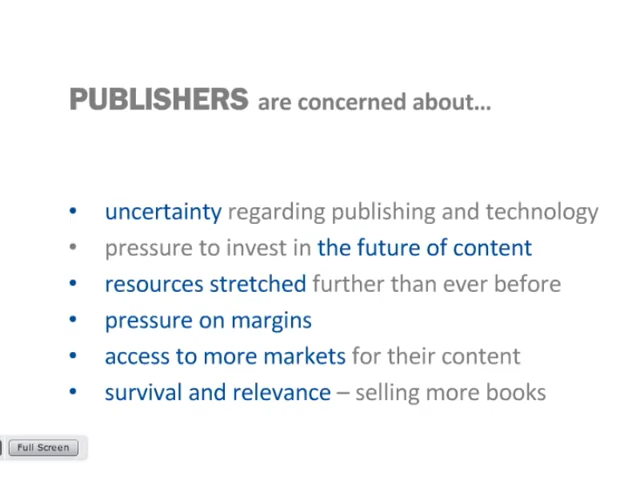 PUBLISHERS are concerned about...
• uncertainty regarding publishing and technology
• pressure to invest in the future of content
• resources stretched further than ever before
• pressure on margins
• access to more markets for their content
• survival and relevance – selling more books
Full Screen